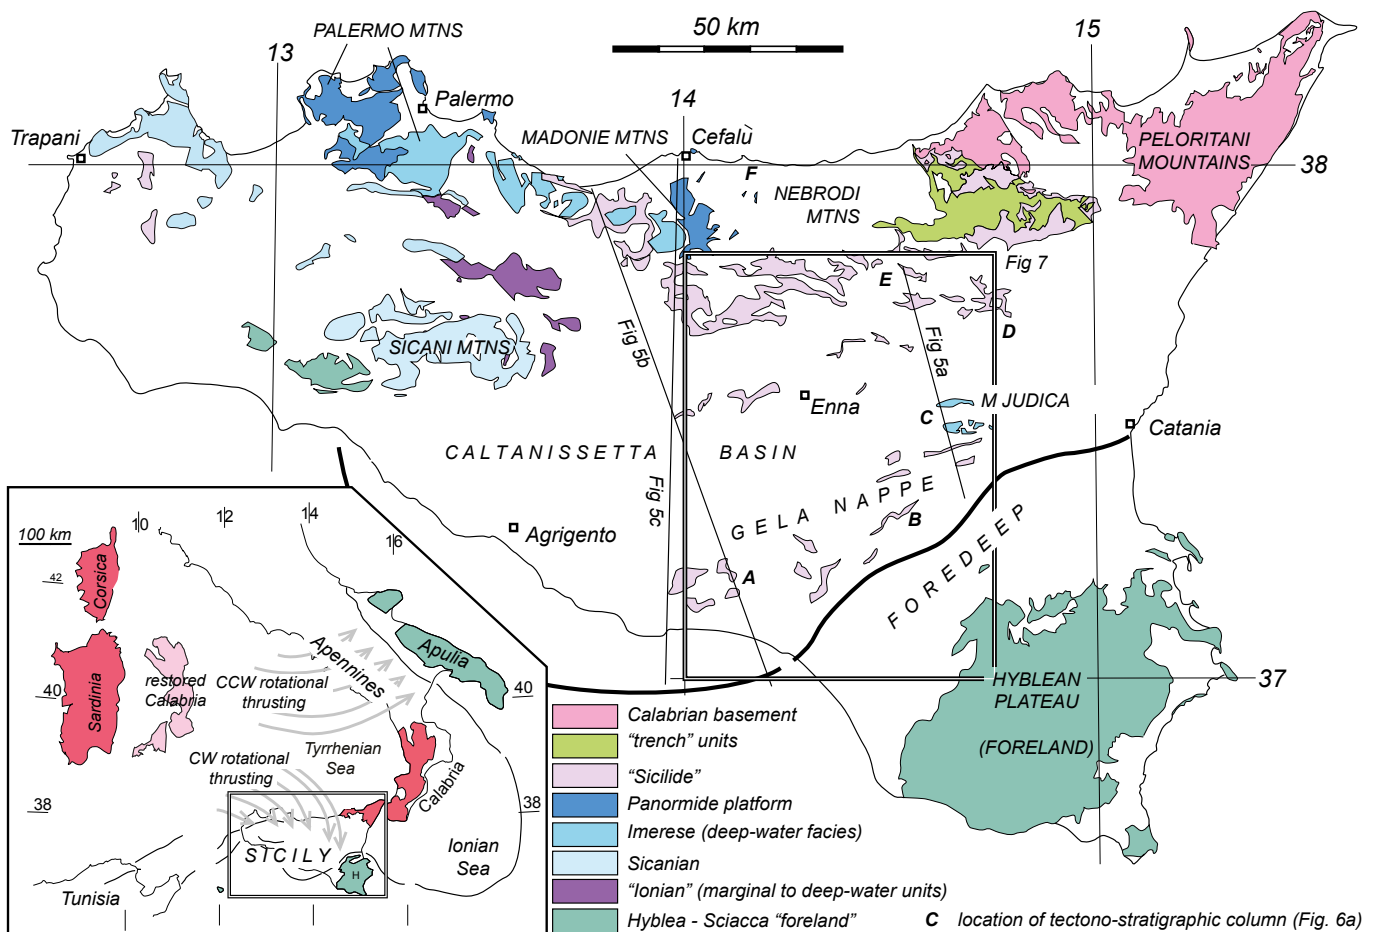 PALERMO MTNS
50 km
13
15
14
Palermo
Trapani
MADONIE MTNS
Cefalù
PELORITANI
MOUNTAINS
38
F
NEBRODI
MTNS
Fig 7
E
D
Fig 5b
Fig 5a
SICANI MTNS
Enna
M JUDICA
C
Catania
CALTANISSETTA BASIN
Fig 5c
GELA NAPPE
B
Agrigento
FOREDEEP
A
HYBLEAN
PLATEAU
37
(FORELAND)
100 km
10
12
14
16
42
Corsica
Apennines
Apulia
restored
Calabria
CCW rotational
thrusting
40
40
Sardinia
Tyrrhenian
Sea
CW rotational
thrusting
Calabria
38
38
SICILY
Ionian
Sea
H
Tunisia
Calabrian basement
"trench" units
"Sicilide"
Panormide platform
Imerese (deep-water facies)
Sicanian
"Ionian" (marginal to deep-water units)
Hyblea - Sciacca "foreland"
C location of tectono-stratigraphic column (Fig. 6a)